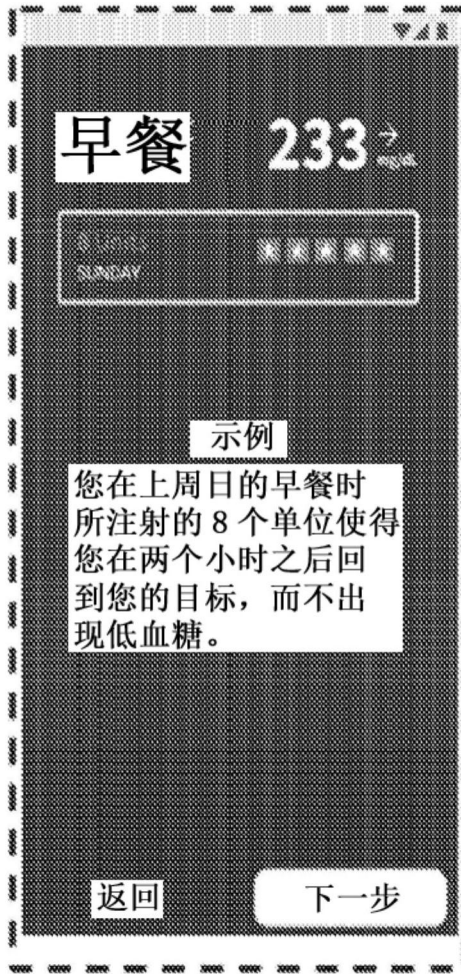 早餐
233
mg/dL
SUNDAY
示例
您在上周日的早餐时
所注射的 8 个单位使得
您在两个小时之后回
到您的目标，而不出
现低血糖。
返回
下一步